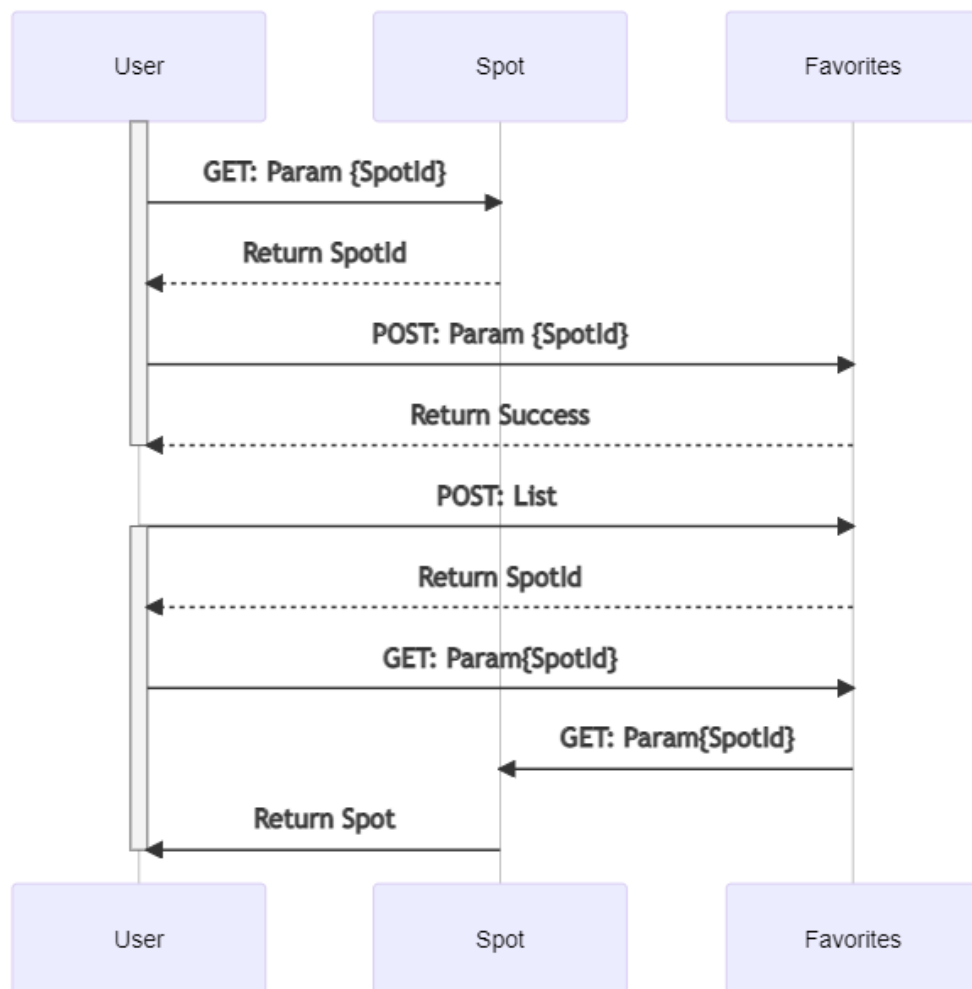 User
Spot
Favorites
GET: Param {SpotId}
Return SpotId
POST: Param {SpotId}
Return Success
POST: List
Return SpotId
GET: Param{SpotId}
GET: Param{SpotId}
Return Spot
User
Spot
Favorites